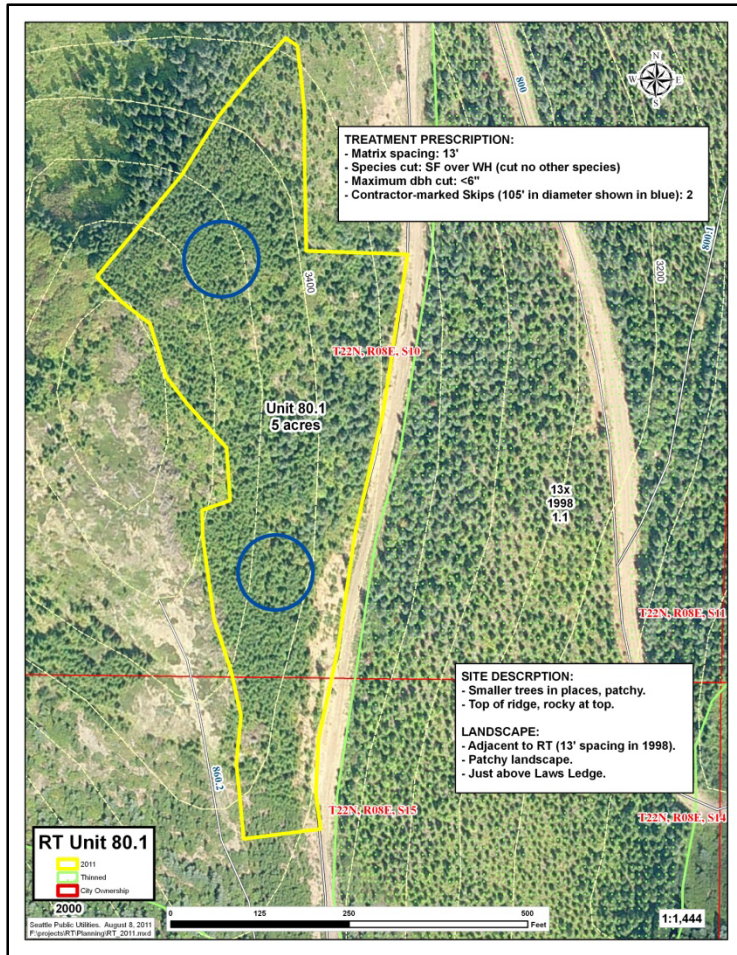 N
W
E
S
800
TREATMENT PRESCRIPTION:
- Matrix spacing: 13'
- Species cut: SF over WH (cut no other species)
- Maximum dbh cut: <6"
- Contractor-marked Skips (105' in diameter shown in blue): 2
800.1
3200
3400
T22N, R08E, S10
Unit 80.1
5 acres
13x
1998
1.1
T22N, R08E, S11
SITE DESCRPTION:
- Smaller trees in places, patchy.
- Top of ridge, rocky at top.
LANDSCAPE:
- Adjacent to RT (13' spacing in 1998).
- Patchy landscape.
- Just above Laws Ledge.
860.2
T22N, R08E, S15
T22N, R08E, S14
RT Unit 80.1
2011
Thinned
City Ownership
2000
Seattle Public Utilities. August 8, 2011
F:\projects\RT\Planning\RT_2011.mxd
0
125
250
500
Feet
1:1,444